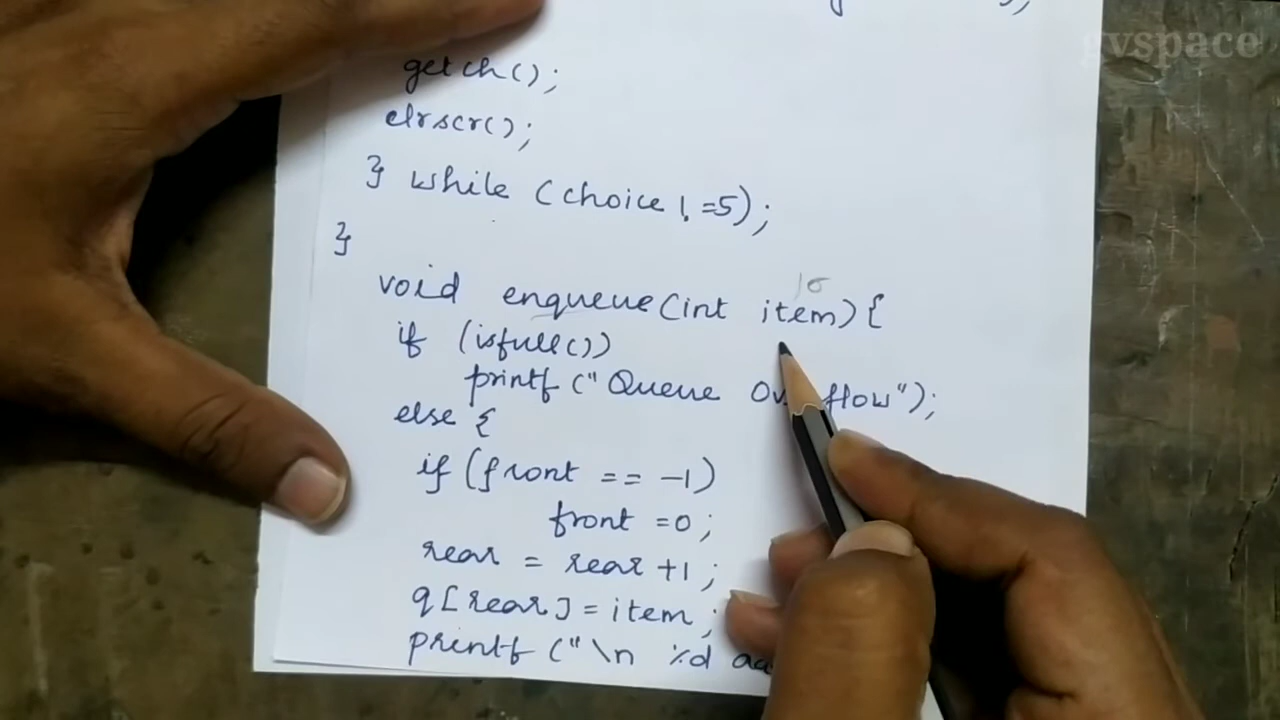 gvspace
getch();
clrscr();
} while (choice != 5);
}
10
void enqueue(int item) {
if (isfull())
printf ("Queue flow");
else {
if (front == -1)
front = 0;
rear = rear + 1;
q[rear] = item;
printf ("\n %d